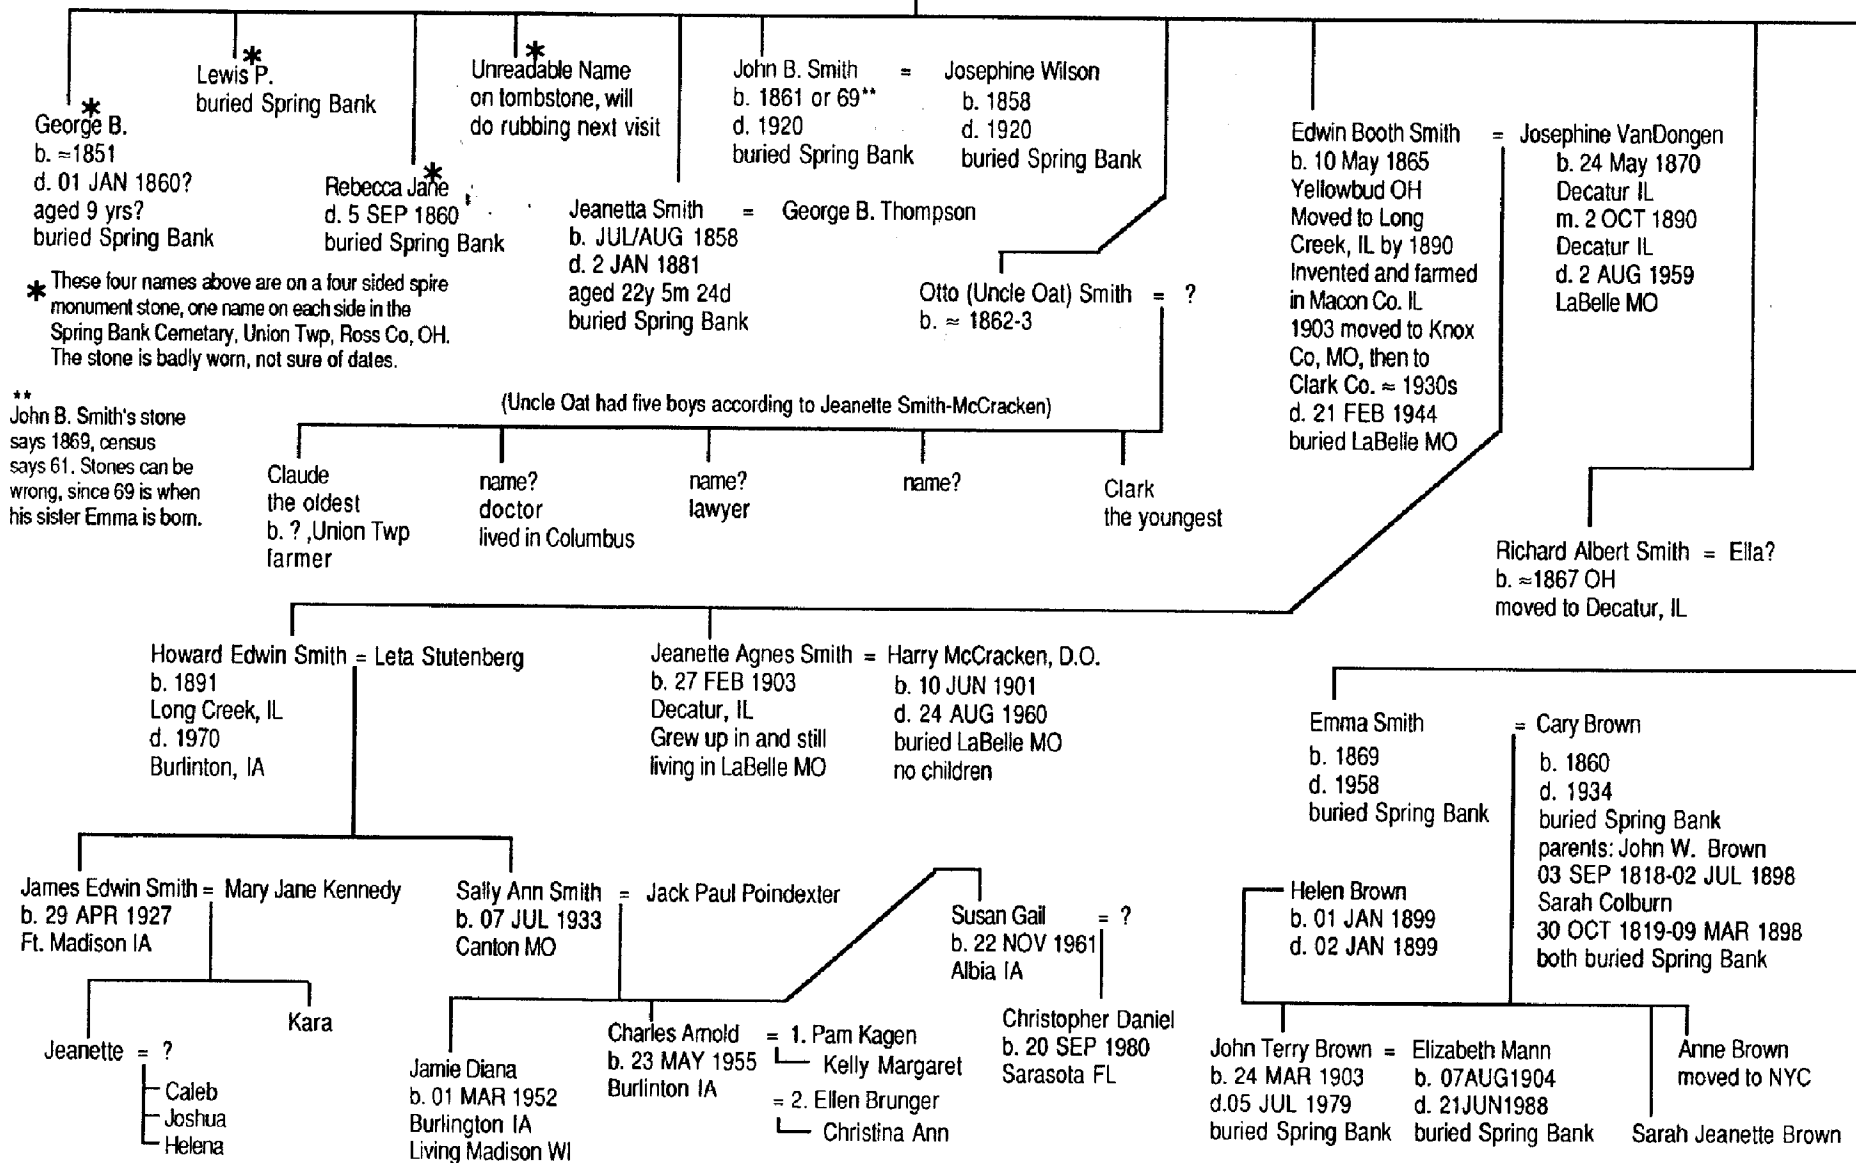 *
George B.
b. ≈1851
d. 01 JAN 1860?
aged 9 yrs?
buried Spring Bank
*
Lewis P.
buried Spring Bank
*
Rebecca Jane
d. 5 SEP 1860
buried Spring Bank
*
Unreadable Name
on tombstone, will
do rubbing next visit
Jeanetta Smith = George B. Thompson
b. JUL/AUG 1858
d. 2 JAN 1881
aged 22y 5m 24d
buried Spring Bank
John B. Smith = Josephine Wilson
b. 1861 or 69**
d. 1920
buried Spring Bank
b. 1858
d. 1920
buried Spring Bank
Otto (Uncle Oat) Smith = ?
b. ≈ 1862-3
Edwin Booth Smith = Josephine VanDongen
b. 10 May 1865
Yellowbud OH
Moved to Long
Creek, IL by 1890
Invented and farmed
in Macon Co. IL
1903 moved to Knox
Co, MO, then to
Clark Co. ≈ 1930s
d. 21 FEB 1944
buried LaBelle MO
b. 24 May 1870
Decatur IL
m. 2 OCT 1890
Decatur IL
d. 2 AUG 1959
LaBelle MO
* These four names above are on a four sided spire
monument stone, one name on each side in the
Spring Bank Cemetary, Union Twp, Ross Co, OH.
The stone is badly worn, not sure of dates.
**
John B. Smith's stone
says 1869, census
says 61. Stones can be
wrong, since 69 is when
his sister Emma is born.
(Uncle Oat had five boys according to Jeanette Smith-McCracken)
Claude
the oldest
b. ? ,Union Twp
farmer
name?
doctor
lived in Columbus
name?
lawyer
name?
Clark
the youngest
Richard Albert Smith = Ella?
b. ≈1867 OH
moved to Decatur, IL
Howard Edwin Smith = Leta Stutenberg
b. 1891
Long Creek, IL
d. 1970
Burlinton, IA
Jeanette Agnes Smith = Harry McCracken, D.O.
b. 27 FEB 1903
Decatur, IL
Grew up in and still
living in LaBelle MO
b. 10 JUN 1901
d. 24 AUG 1960
buried LaBelle MO
no children
Emma Smith = Cary Brown
b. 1869
d. 1958
buried Spring Bank
b. 1860
d. 1934
buried Spring Bank
parents: John W. Brown
03 SEP 1818-02 JUL 1898
Sarah Colburn
30 OCT 1819-09 MAR 1898
both buried Spring Bank
James Edwin Smith = Mary Jane Kennedy
b. 29 APR 1927
Ft. Madison IA
Sally Ann Smith = Jack Paul Poindexter
b. 07 JUL 1933
Canton MO
Susan Gail = ?
b. 22 NOV 1961
Albia IA
Helen Brown
b. 01 JAN 1899
d. 02 JAN 1899
Jeanette = ?
Caleb
Joshua
Helena
Kara
Jamie Diana
b. 01 MAR 1952
Burlington IA
Living Madison WI
Charles Arnold = 1. Pam Kagen
b. 23 MAY 1955
Burlinton IA
Kelly Margaret
= 2. Ellen Brunger
Christina Ann
Christopher Daniel
b. 20 SEP 1980
Sarasota FL
John Terry Brown = Elizabeth Mann
b. 24 MAR 1903
d.05 JUL 1979
buried Spring Bank
b. 07AUG1904
d. 21JUN1988
buried Spring Bank
Anne Brown
moved to NYC
Sarah Jeanette Brown